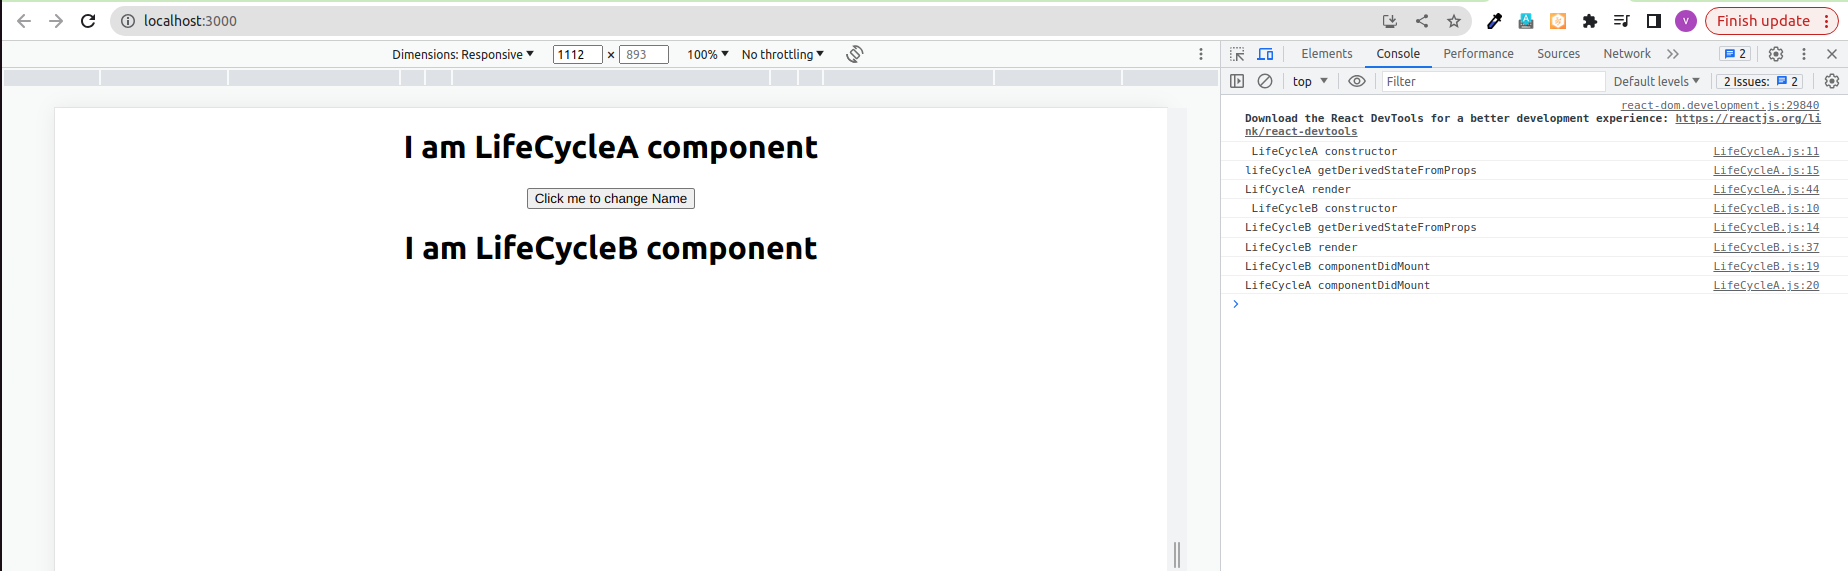 localhost:3000
V
Finish update
Dimensions: Responsive 1112 × 893 100% No throttling
Elements Console Performance Sources Network 2
top Filter Default levels 2 Issues: 2
I am LifeCycleA component
Click me to change Name
I am LifeCycleB component
react-dom.development.js:29840
Download the React DevTools for a better development experience: https://reactjs.org/li
nk/react-devtools
LifeCycleA constructor LifeCycleA.js:11
lifeCycleA getDerivedStateFromProps LifeCycleA.js:15
LifCycleA render LifeCycleA.js:44
LifeCycleB constructor LifeCycleB.js:10
LifeCycleB getDerivedStateFromProps LifeCycleB.js:14
LifeCycleB render LifeCycleB.js:37
LifeCycleB componentDidMount LifeCycleB.js:19
LifeCycleA componentDidMount LifeCycleA.js:20